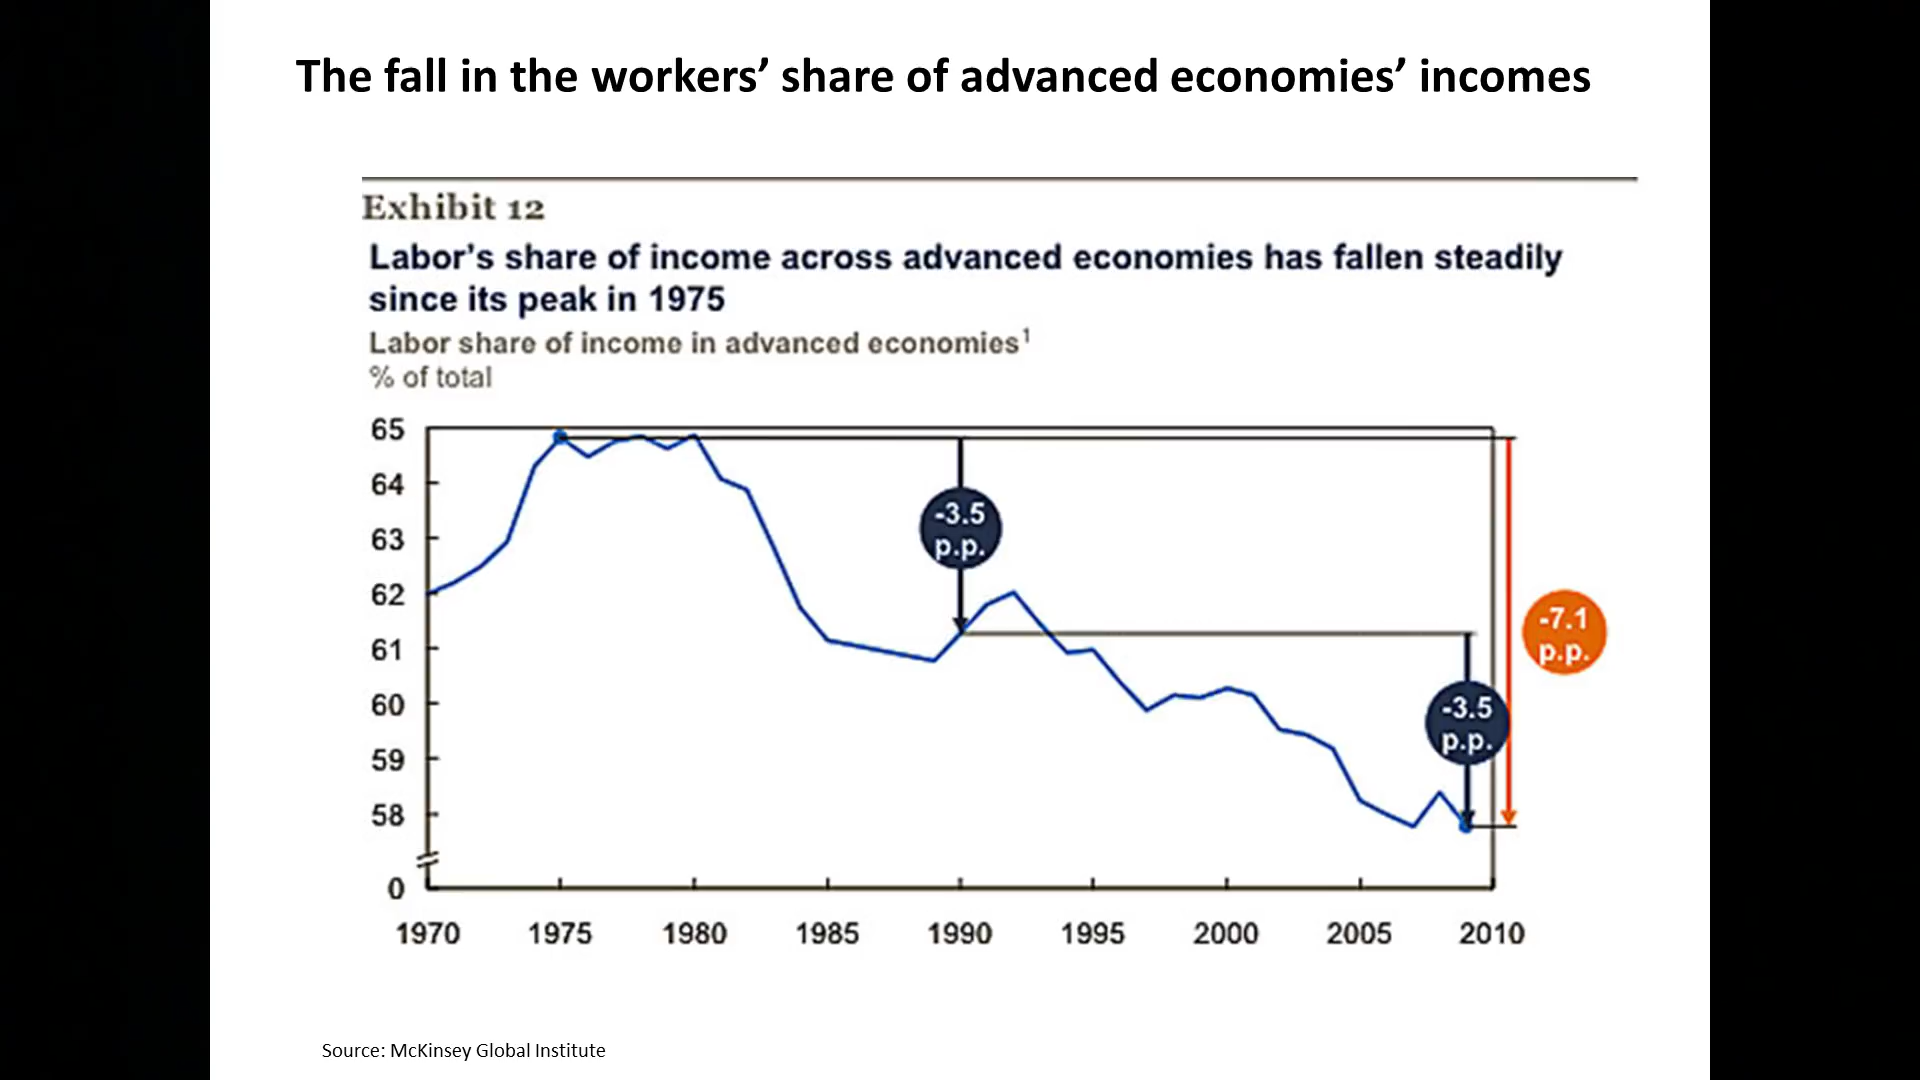 The fall in the workers’ share of advanced economies’ incomes
Exhibit 12
Labor’s share of income across advanced economies has fallen steadily
since its peak in 1975
Labor share of income in advanced economies¹
% of total
65
64
63
62
61
60
59
58
0
-3.5
p.p.
-3.5
p.p.
-7.1
p.p.
1970 1975 1980 1985 1990 1995 2000 2005 2010
Source: McKinsey Global Institute